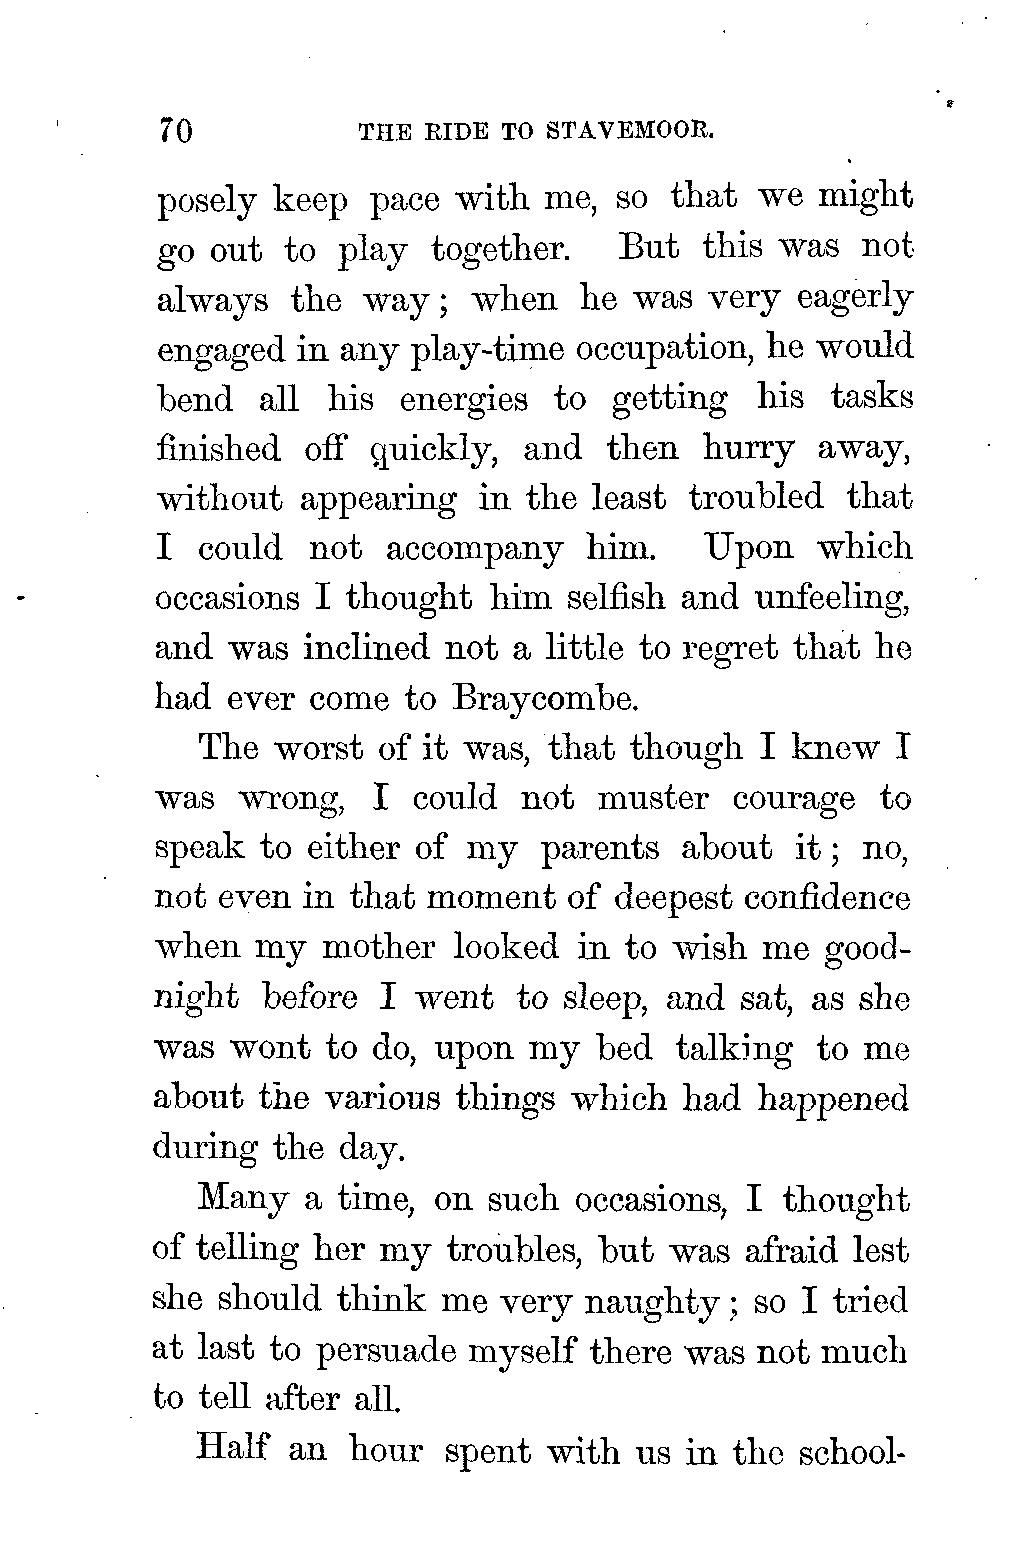 70 THE RIDE TO STAVEMOOR.
posely keep pace with me, so that we might
go out to play together. But this was not
always the way; when he was very eagerly
engaged in any play-time occupation, he would
bend all his energies to getting his tasks
finished off quickly, and then hurry away,
without appearing in the least troubled that
I could not accompany him. Upon which
occasions I thought him selfish and unfeeling,
and was inclined not a little to regret that he
had ever come to Braycombe.
The worst of it was, that though I knew I
was wrong, I could not muster courage to
speak to either of my parents about it; no,
not even in that moment of deepest confidence
when my mother looked in to wish me good-
night before I went to sleep, and sat, as she
was wont to do, upon my bed talking to me
about the various things which had happened
during the day.
Many a time, on such occasions, I thought
of telling her my troubles, but was afraid lest
she should think me very naughty; so I tried
at last to persuade myself there was not much
to tell after all.
Half an hour spent with us in the school-